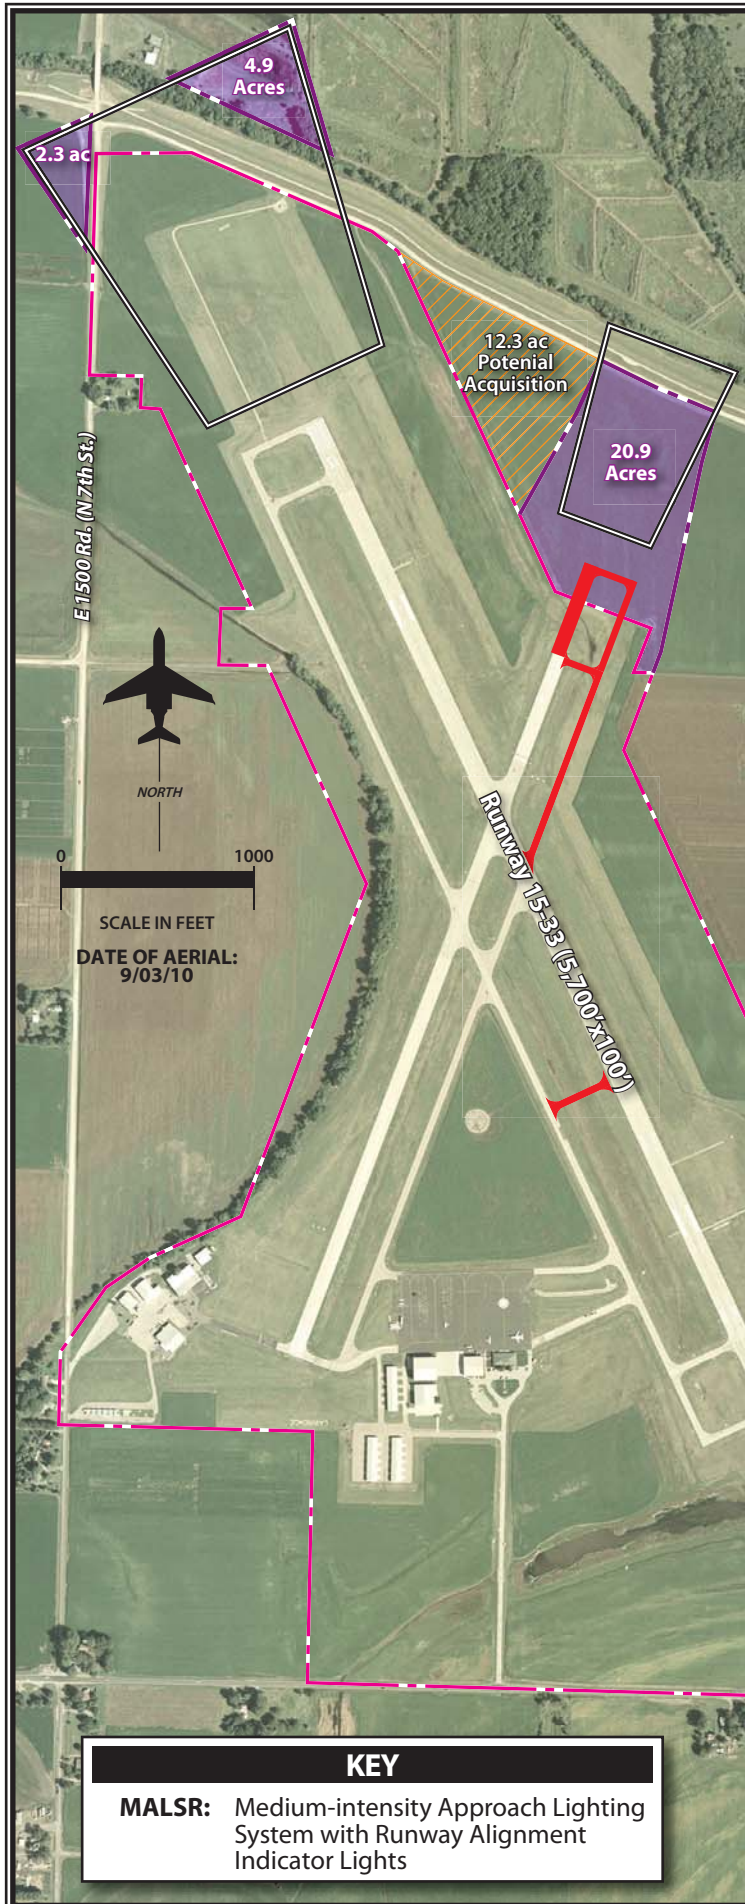 4.9
Acres
2.3 ac
12.3 ac
Potenial
Acquisition
20.9
Acres
E 1500 Rd. (N 7th St.)
NORTH
0 1000
SCALE IN FEET
DATE OF AERIAL:
9/03/10
Runway 15-33 (5,700'x100')
KEY
MALSR: Medium-intensity Approach Lighting
System with Runway Alignment
Indicator Lights